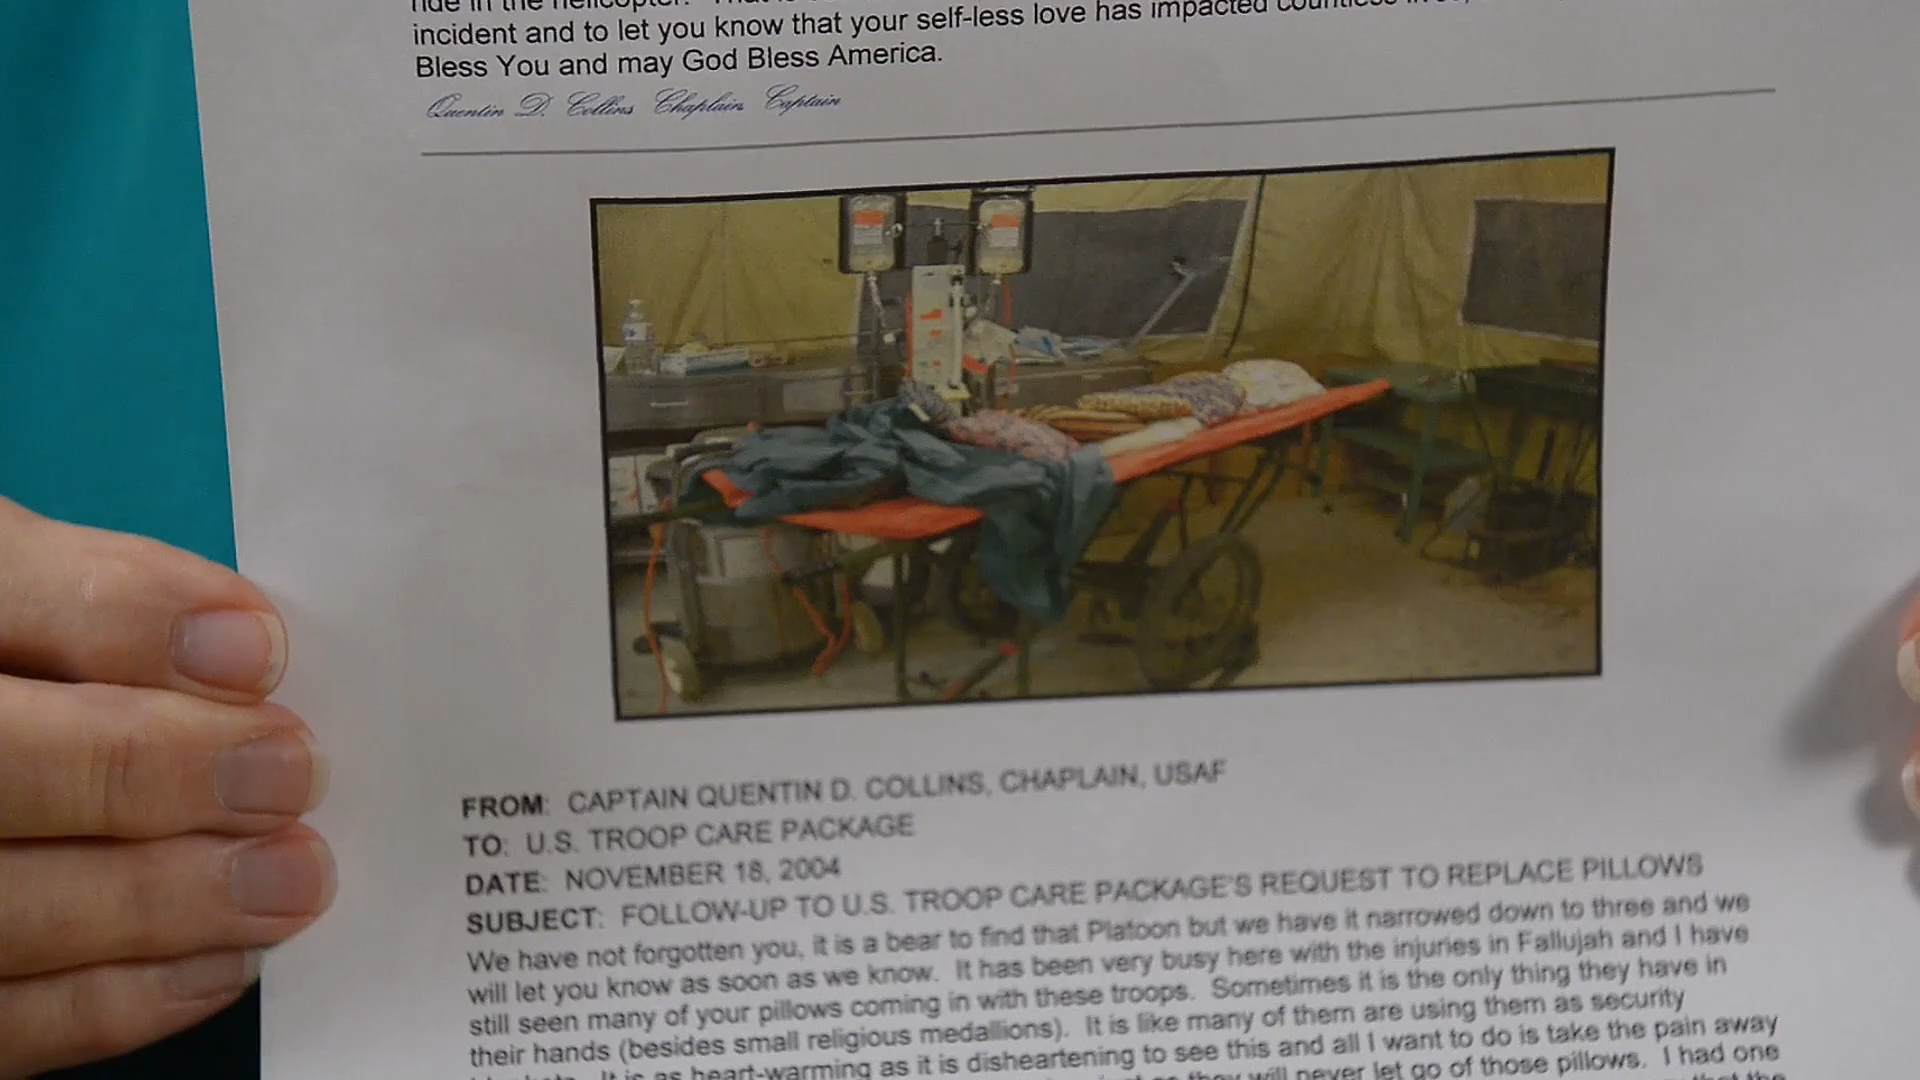 ride in the helicopter.
incident and to let you know that your self-less love has impacted countless lives,
Bless You and may God Bless America.
Quentin D. Collins Chaplain Captain
FROM: CAPTAIN QUENTIN D. COLLINS, CHAPLAIN, USAF
TO: U.S. TROOP CARE PACKAGE
DATE: NOVEMBER 18, 2004
SUBJECT: FOLLOW-UP TO U.S. TROOP CARE PACKAGE'S REQUEST TO REPLACE PILLOWS
We have not forgotten you, it is a bear to find that Platoon but we have it narrowed down to three and we
will let you know as soon as we know. It has been very busy here with the injuries in Fallujah and I have
still seen many of your pillows coming in with these troops. Sometimes it is the only thing they have in
their hands (besides small religious medallions). It is like many of them are using them as security
It is as heart-warming as it is disheartening to see this and all I want to do is take the pain away
they will never let go of those pillows. I had one